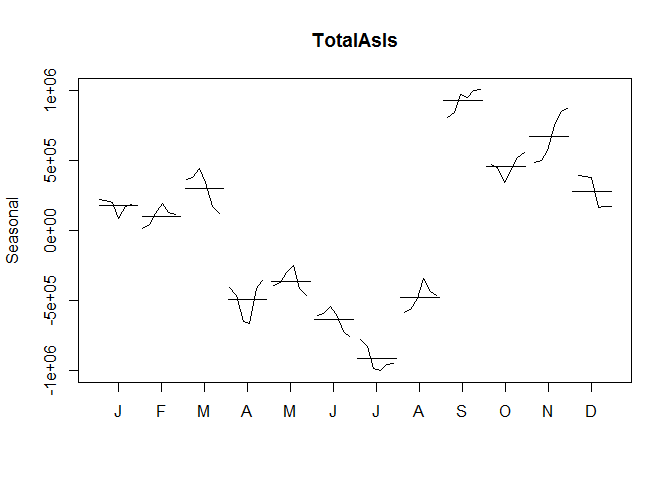 TotalAsIs
1e+06
5e+05
0e+00
-5e+05
-1e+06
Seasonal
J F M A M J J A S O N D